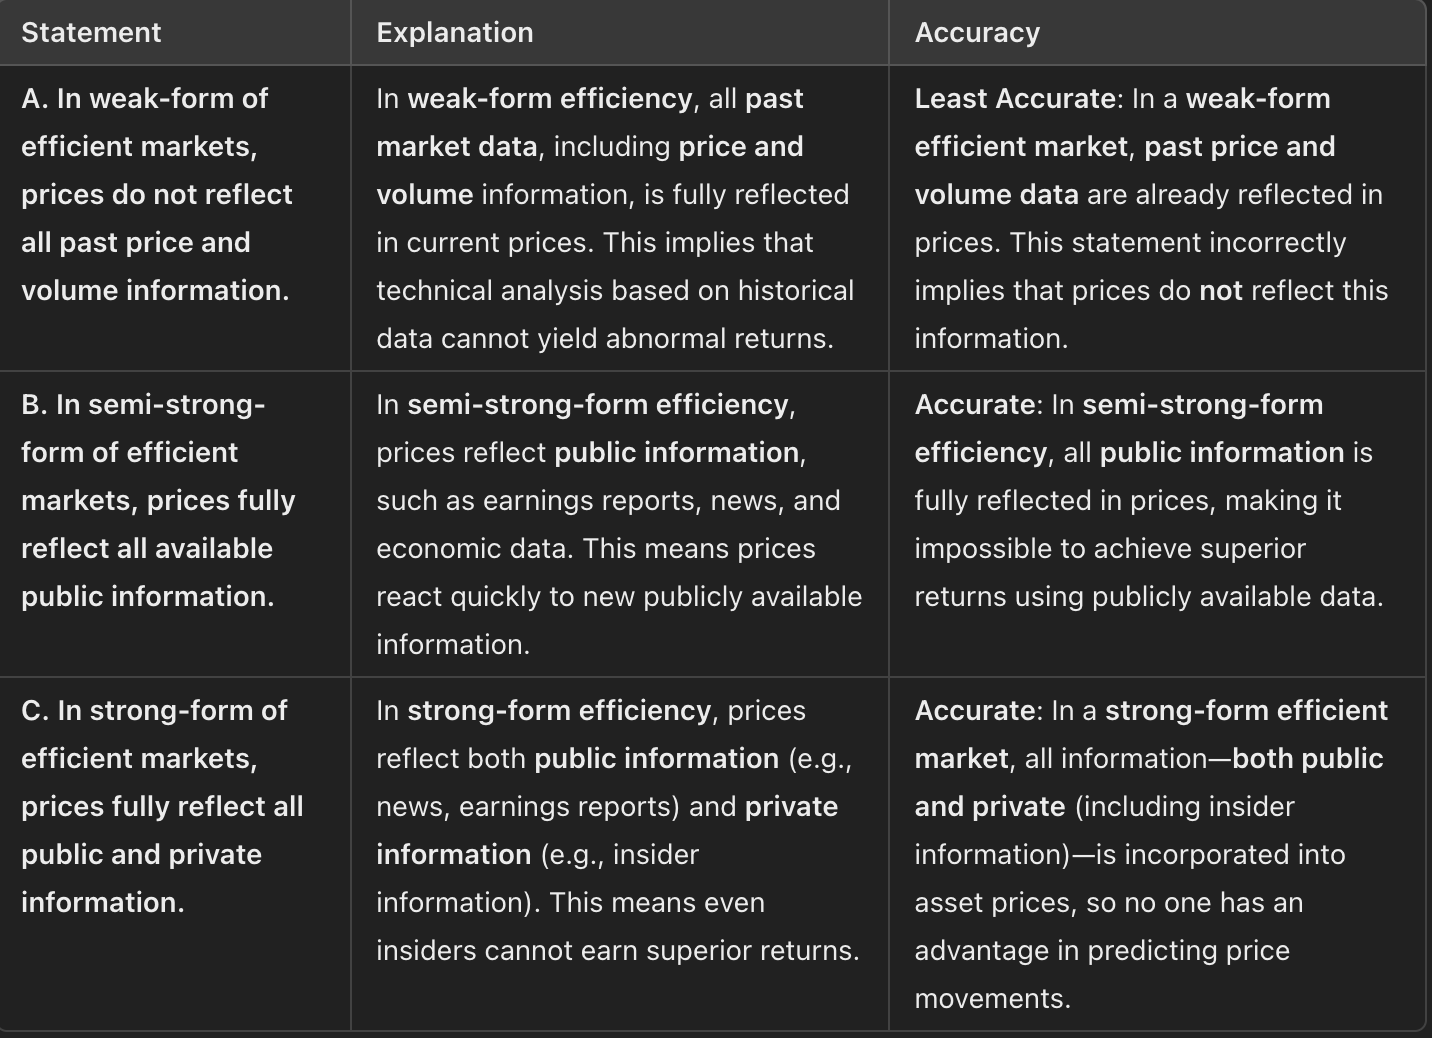 Statement
Explanation
Accuracy
A. In weak-form of
efficient markets,
prices do not reflect
all past price and
volume information.
In weak-form efficiency, all past
market data, including price and
volume information, is fully reflected
in current prices. This implies that
technical analysis based on historical
data cannot yield abnormal returns.
Least Accurate: In a weak-form
efficient market, past price and
volume data are already reflected in
prices. This statement incorrectly
implies that prices do not reflect this
information.
B. In semi-strong-
form of efficient
markets, prices fully
reflect all available
public information.
In semi-strong-form efficiency,
prices reflect public information,
such as earnings reports, news, and
economic data. This means prices
react quickly to new publicly available
information.
Accurate: In semi-strong-form
efficiency, all public information is
fully reflected in prices, making it
impossible to achieve superior
returns using publicly available data.
C. In strong-form of
efficient markets,
prices fully reflect all
public and private
information.
In strong-form efficiency, prices
reflect both public information (e.g.,
news, earnings reports) and private
information (e.g., insider
information). This means even
insiders cannot earn superior returns.
Accurate: In a strong-form efficient
market, all information—both public
and private (including insider
information)—is incorporated into
asset prices, so no one has an
advantage in predicting price
movements.